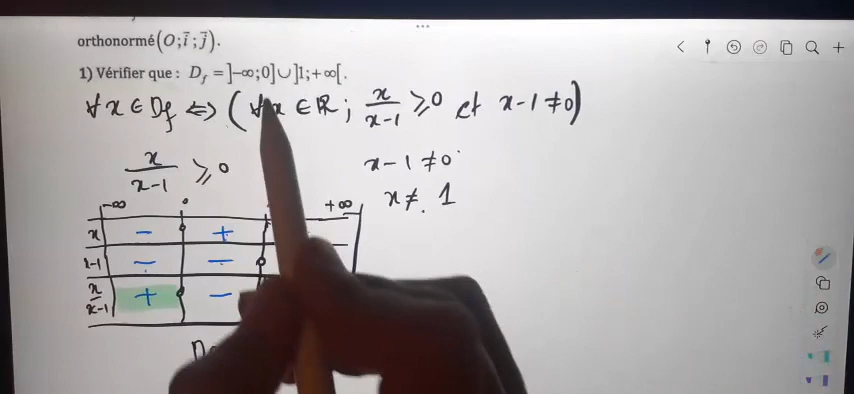 orthonormé(O;i⃗;j⃗).
1) Vérifier que : D_f = ]−∞;0]∪]1;+∞[.
∀x ∈ Df ⇔ (∀x ∈ ℝ ; x/(x-1) ⩾ 0 et x-1 ≠ 0)
x/(x-1) ⩾ 0
x-1 ≠ 0
x ≠ 1
-∞ 0 +∞
x - +
x-1 - -
x/(x-1) + -